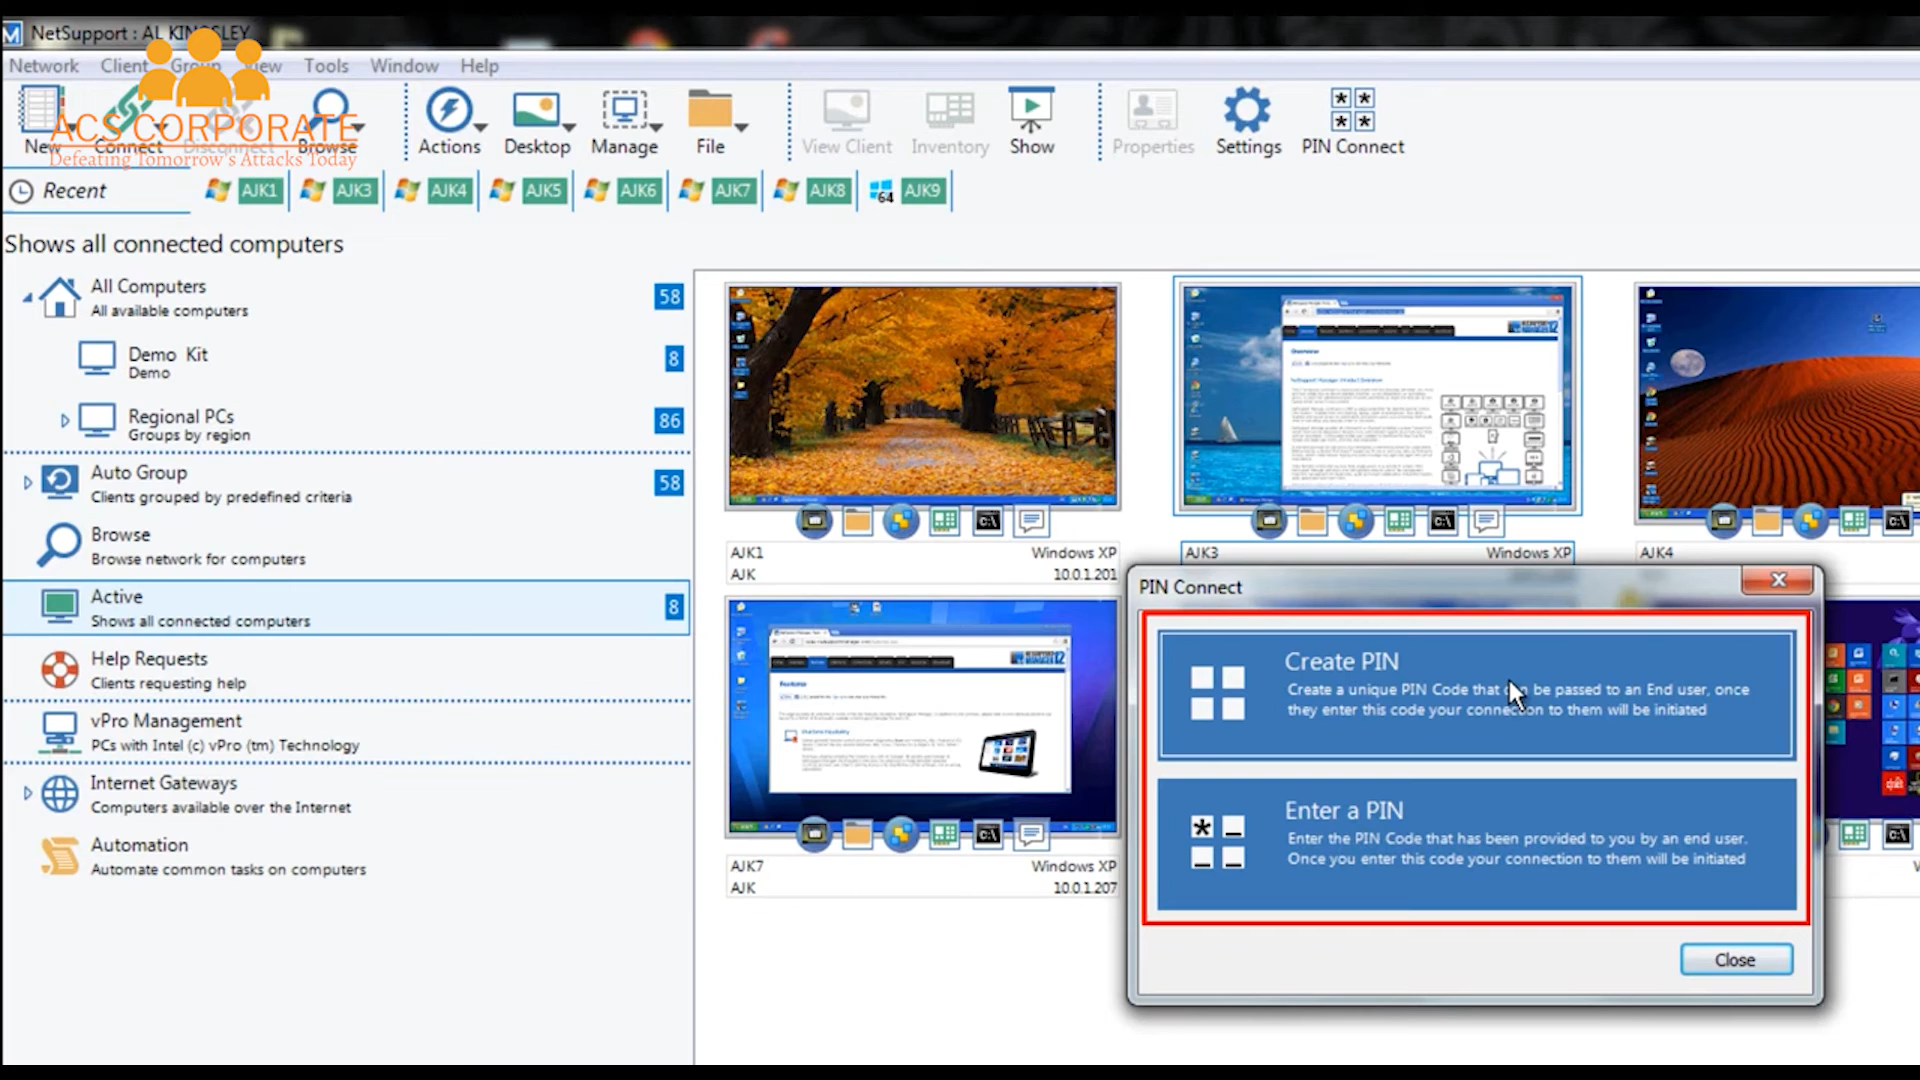 NetSupport : AL KINGSLEY
Network Client Group View Tools Window Help
ACS CORPORATE
Defeating Tomorrow's Attacks Today
New Connect Disconnect Browse Actions Desktop Manage File View Client Inventory Show Properties Settings PIN Connect
Recent AJK1 AJK3 AJK4 AJK5 AJK6 AJK7 AJK8 64 AJK9
Shows all connected computers
All Computers 58
All available computers
Demo Kit 8
Demo
Regional PCs 86
Groups by region
Auto Group 58
Clients grouped by predefined criteria
Browse
Browse network for computers
Active 8
Shows all connected computers
Help Requests
Clients requesting help
vPro Management
PCs with Intel (c) vPro (tm) Technology
Internet Gateways
Computers available over the Internet
Automation
Automate common tasks on computers
Overview
C:\ C:\ C:\
AJK1 Windows XP
AJK 10.0.1.201
AJK3 Windows XP
AJK4
Features
C:\ C:\
AJK7 Windows XP
AJK 10.0.1.207
PIN Connect
Create PIN
Create a unique PIN Code that can be passed to an End user, once
they enter this code your connection to them will be initiated
Enter a PIN
Enter the PIN Code that has been provided to you by an end user.
Once you enter this code your connection to them will be initiated
Close